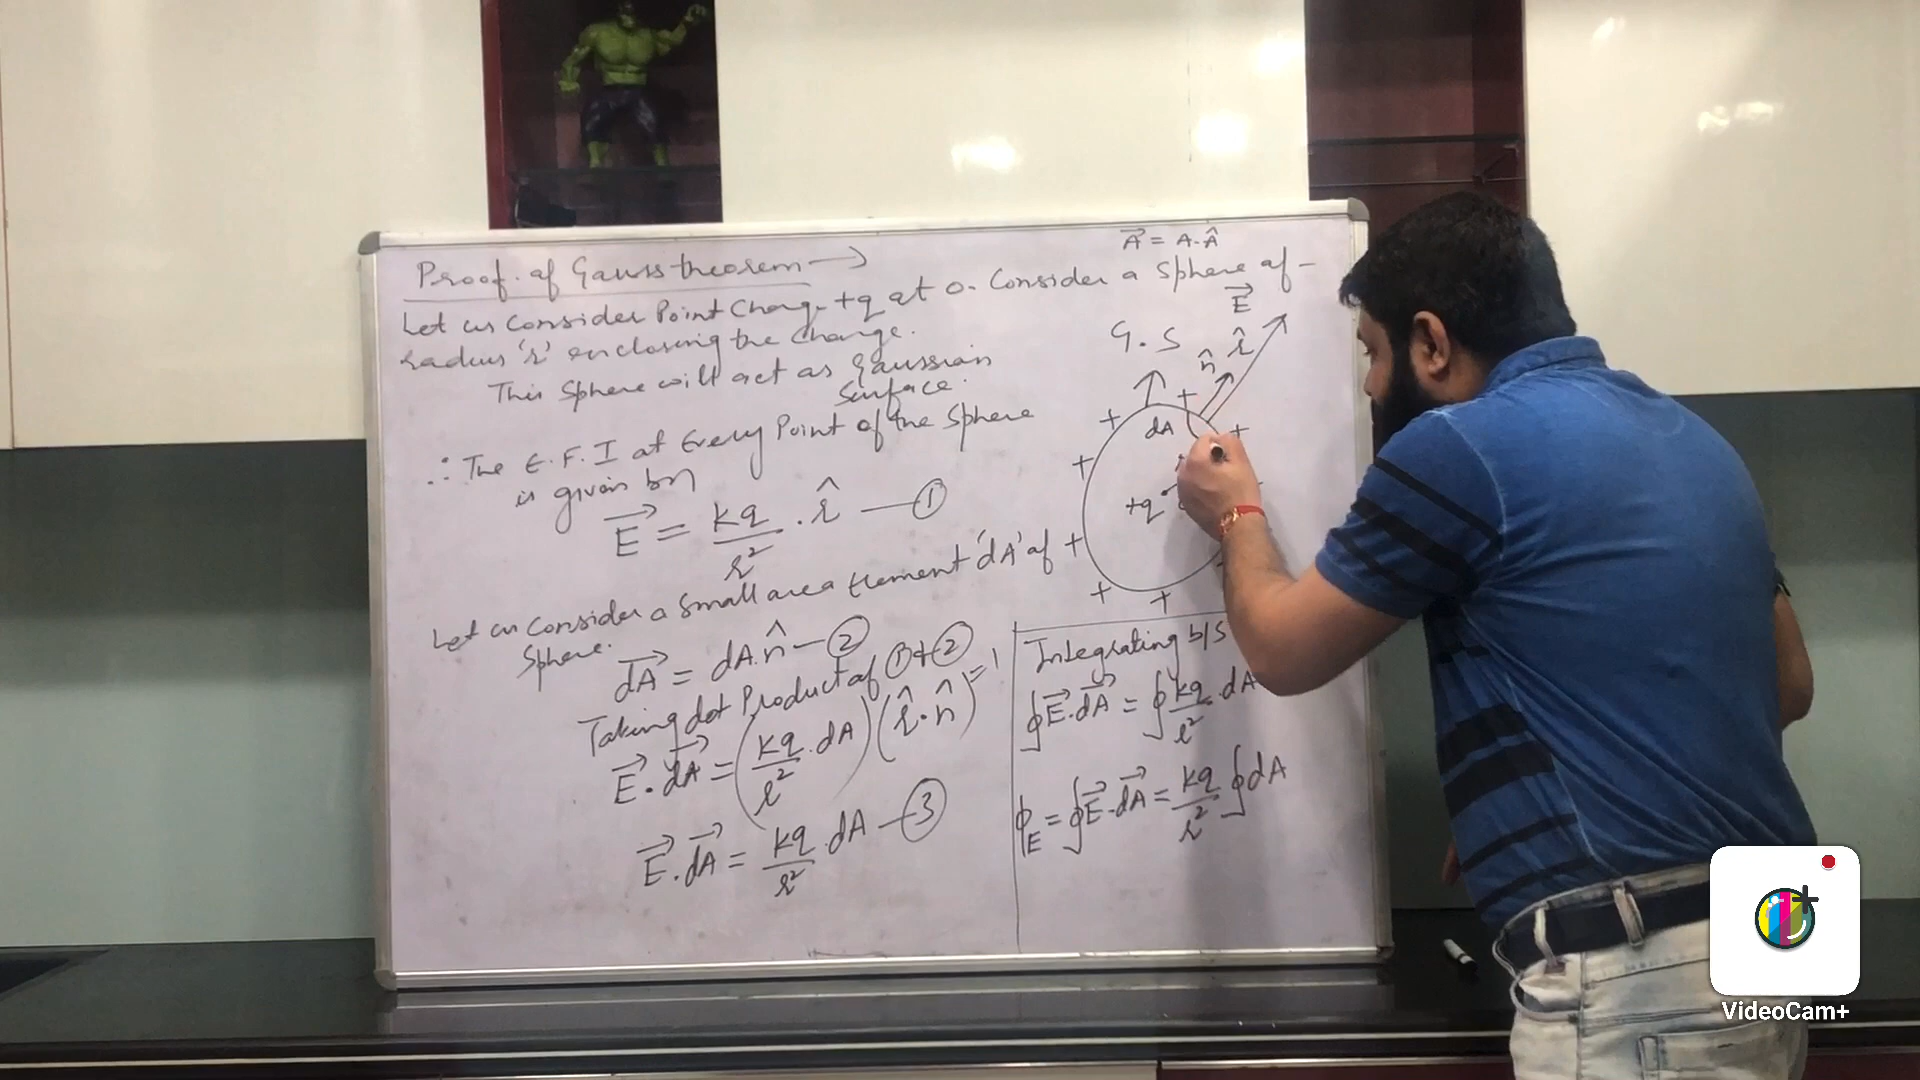 Proof of Gauss theorem →
A⃗ = A.Â
Let us Consider Point Charg +q at O. Consider a Sphere of -
radius 'r' enclosing the charge.
This Sphere will act as Gaussian
Surface.
∴ The E.F.I at Every Point of the Sphere
is given by
E⃗ = kq/r² . r̂ — ①
Let us Consider a Small area Element 'dA' of
Sphere.
dA⃗ = dA.n̂ — ②
Taking dot Product of ① & ②
E⃗ . dA⃗ = (kq/r² . dA) (r̂ . n̂) = 1
E⃗ . dA⃗ = kq/r² . dA — ③
E⃗
G.S
n̂
r̂
dA
+q
Integrating b/s
∮E⃗.dA⃗ = ∮kq/r² . dA
ϕE = ∮E⃗.dA⃗ = kq/r² ∮dA
VideoCam+